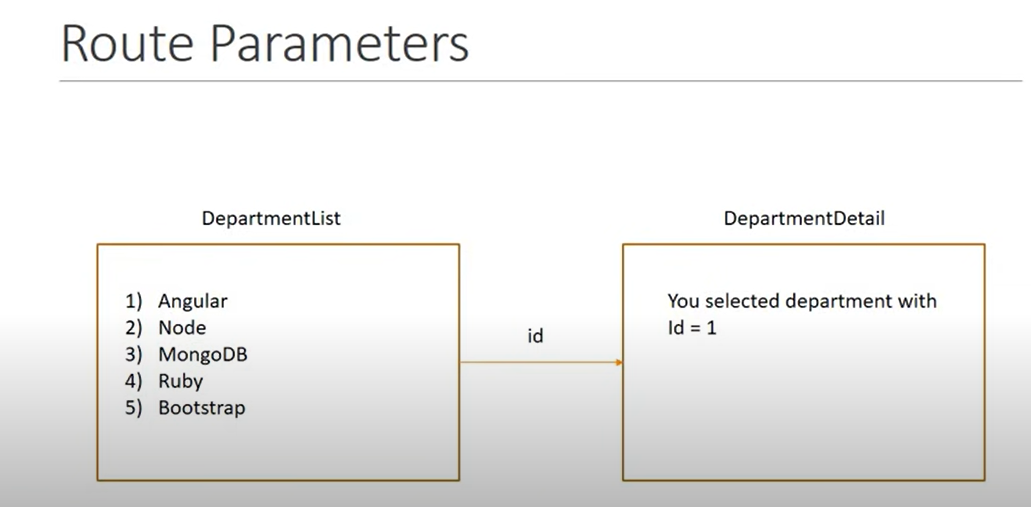 Route Parameters
DepartmentList
1) Angular
2) Node
3) MongoDB
4) Ruby
5) Bootstrap
id
DepartmentDetail
You selected department with
Id = 1